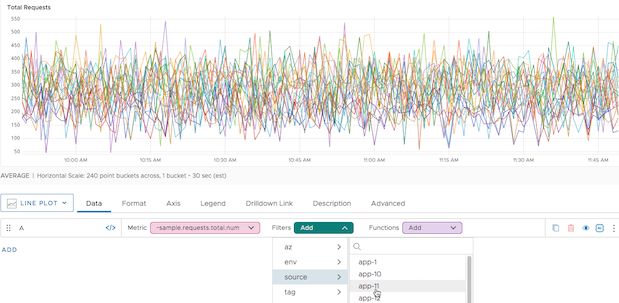 Total Requests
550
500
450
400
350
300
250
200
150
100
50
10:00 AM 10:15 AM 10:30 AM 10:45 AM 11:00 AM 11:15 AM 11:30 AM 11:45 AM
AVERAGE | Horizontal Scale: 240 point buckets across, 1 bucket ~ 30 sec (est)
LINE PLOT Data Format Axis Legend Drilldown Link Description Advanced
A </> Metric ~sample.requests.total.num Filters Add Functions Add
ADD
az
env
source
tag
app-1
app-10
app-11
app-12